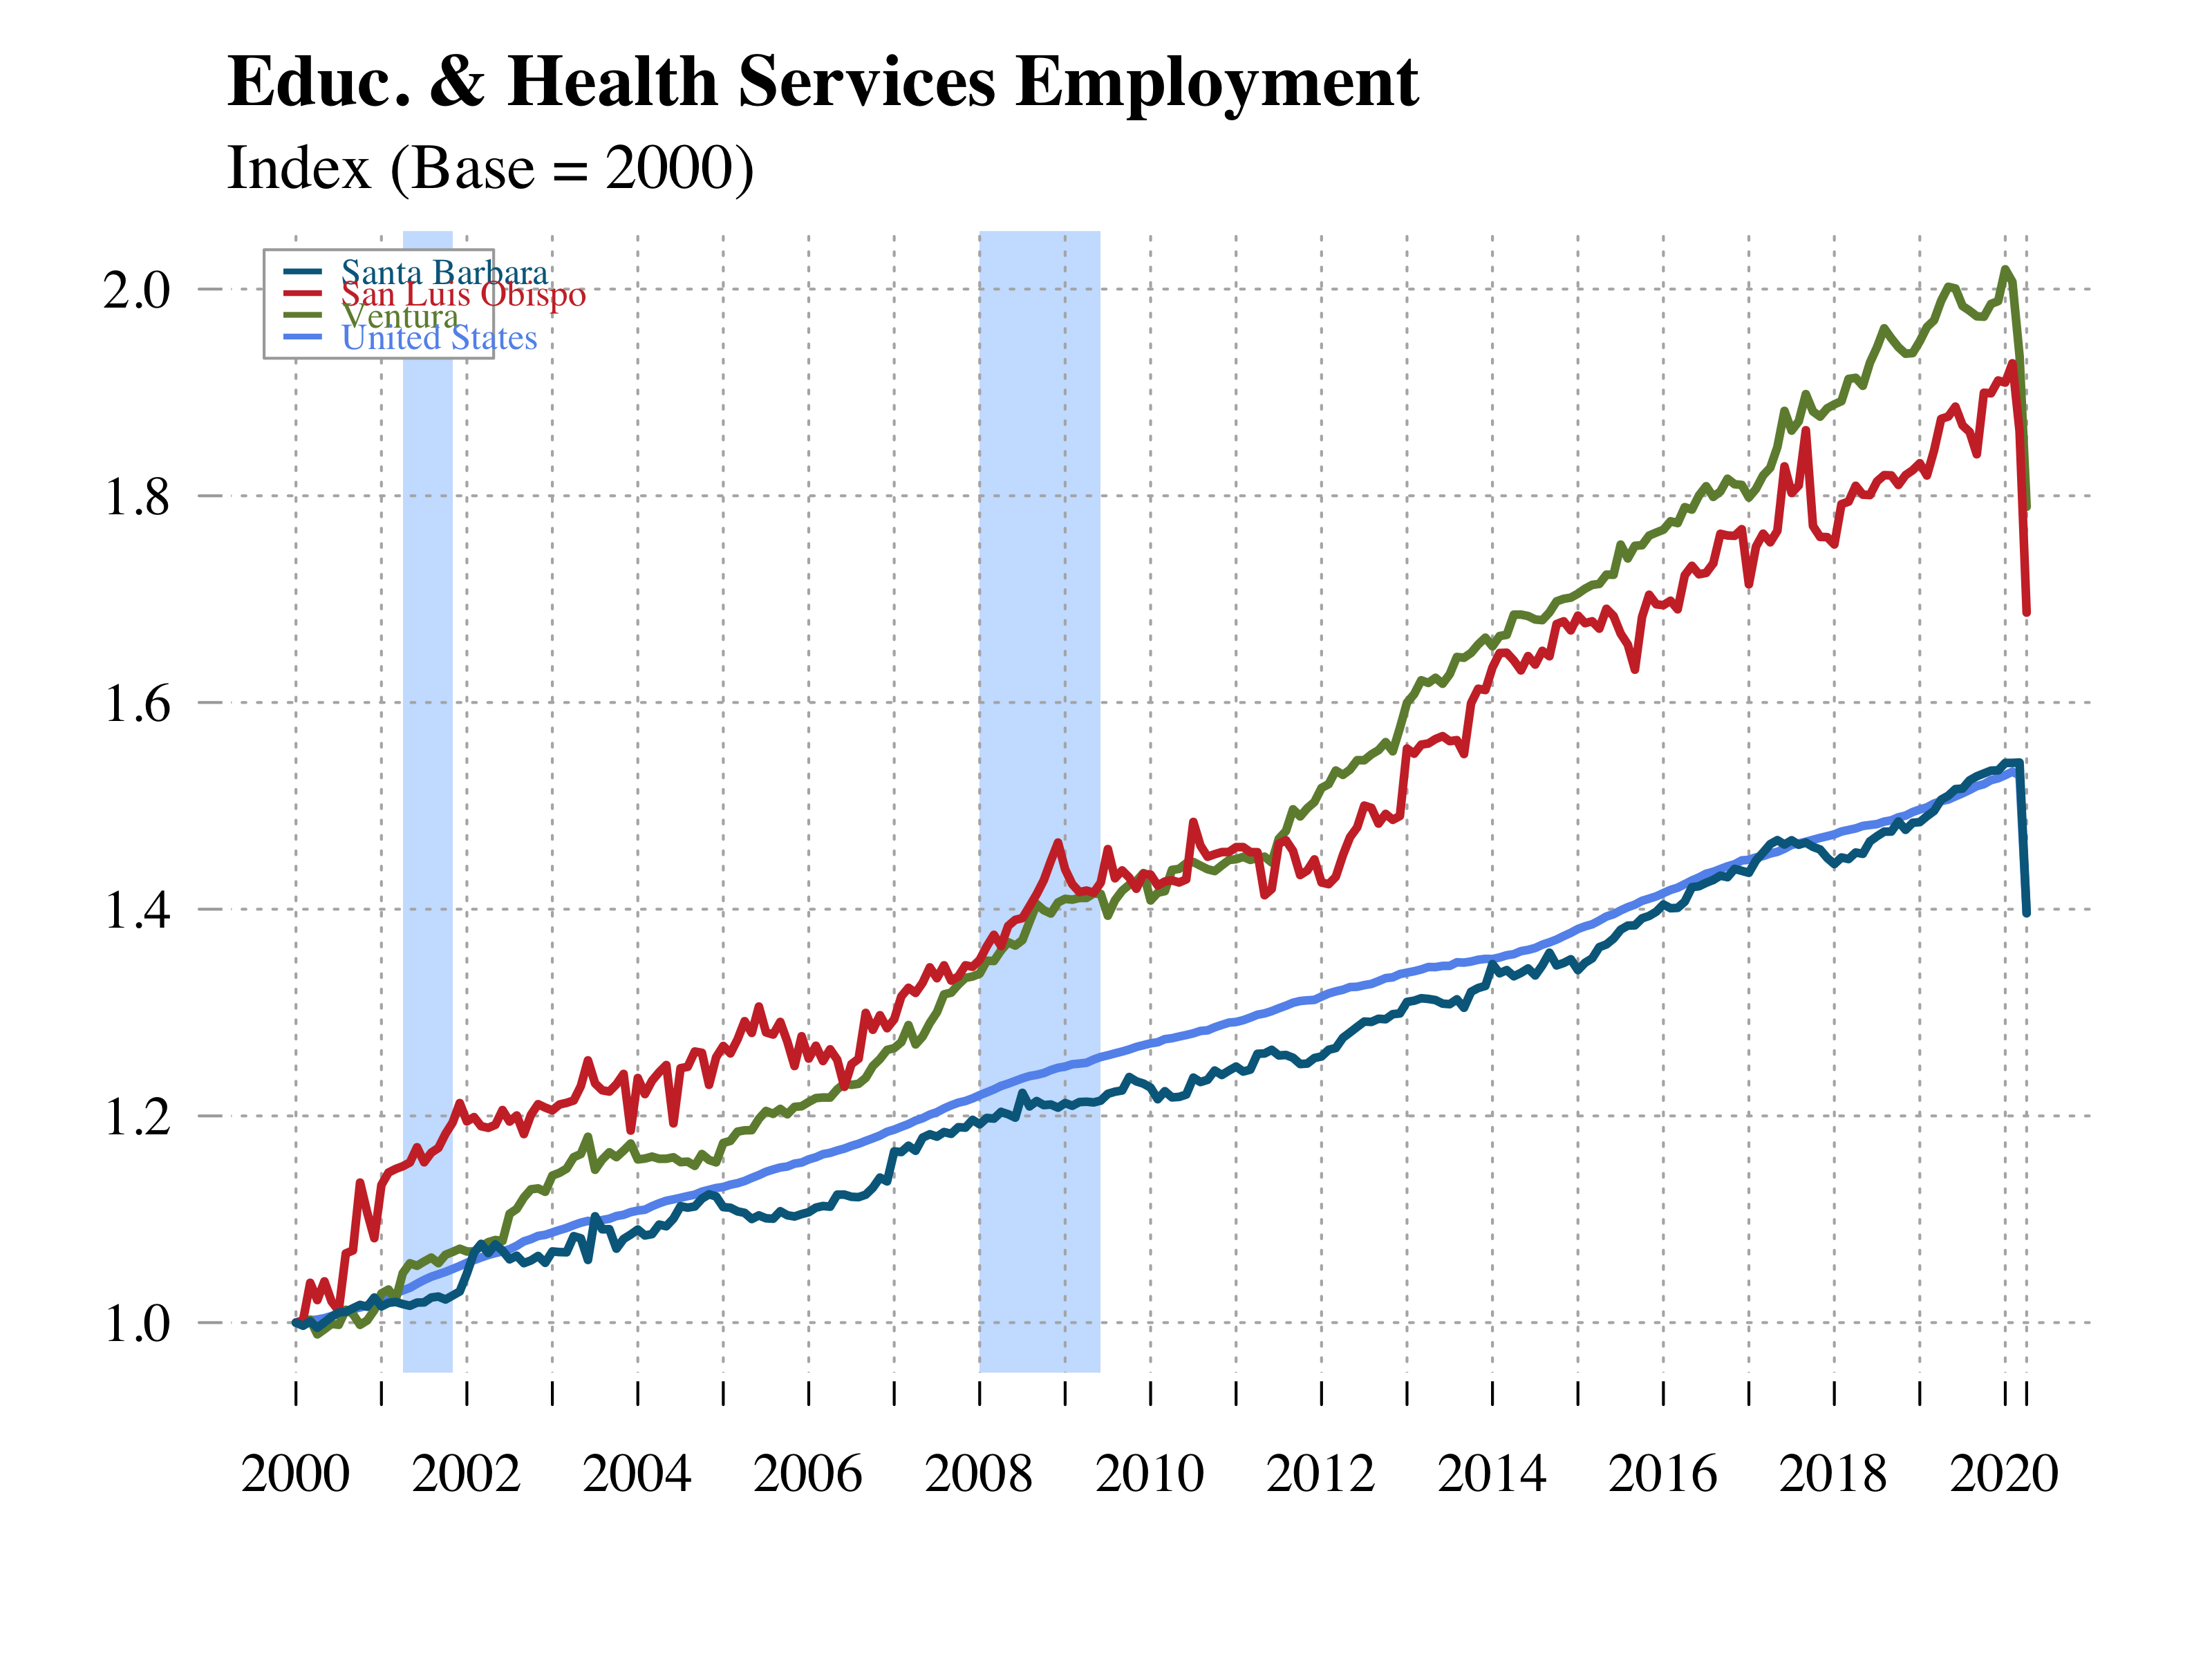 Educ. & Health Services Employment
Index (Base = 2000)
Santa Barbara
San Luis Obispo
Ventura
United States
2.0
1.8
1.6
1.4
1.2
1.0
2000 2002 2004 2006 2008 2010 2012 2014 2016 2018 2020